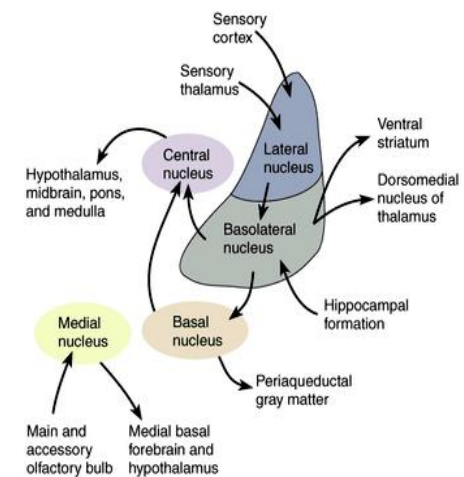 Sensory
cortex
Sensory
thalamus
Ventral
striatum
Central
nucleus
Lateral
nucleus
Hypothalamus,
midbrain, pons,
and medulla
Dorsomedial
nucleus of
thalamus
Basolateral
nucleus
Hippocampal
formation
Medial
nucleus
Basal
nucleus
Periaqueductal
gray matter
Main and
accessory
olfactory bulb
Medial basal
forebrain and
hypothalamus